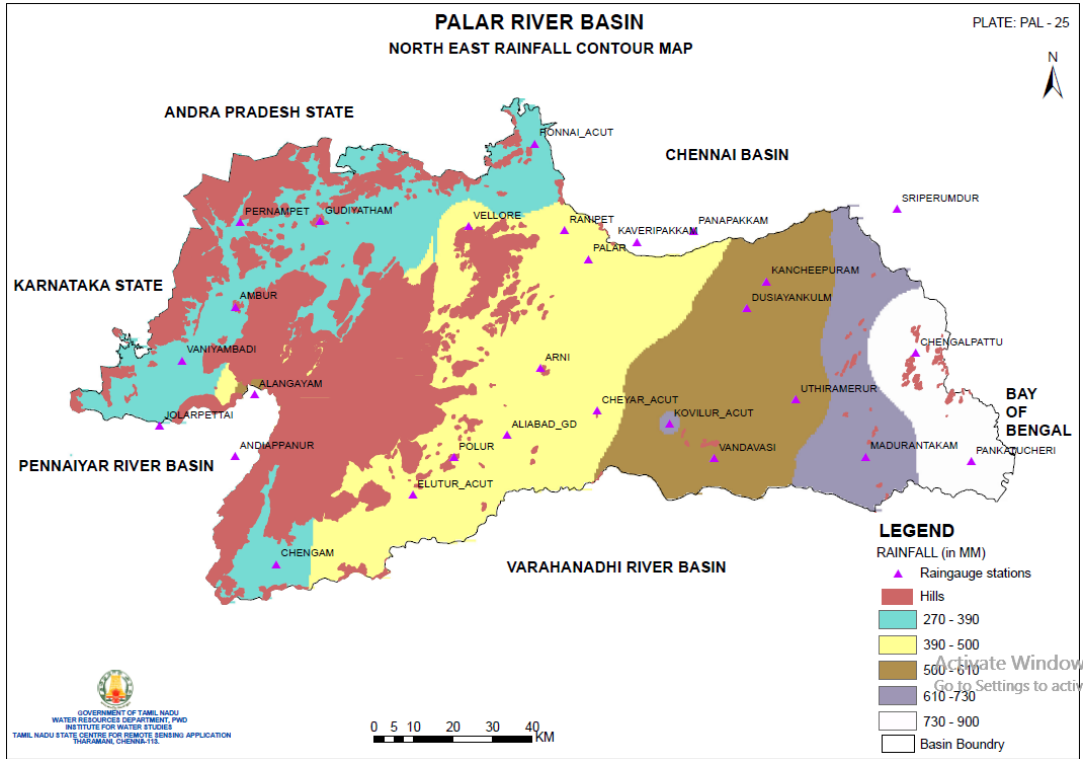 PALAR RIVER BASIN
PLATE: PAL - 25
NORTH EAST RAINFALL CONTOUR MAP
N
ANDRA PRADESH STATE
PONNAI_ACUT
CHENNAI BASIN
SRIPERUMDUR
PERNAMPET
GUDIYATHAM
VELLORE
RANIPET
PANAPAKKAM
KAVERIPAKKAM
PALAR
KARNATAKA STATE
KANCHEEPURAM
AMBUR
DUSIAYANKULM
VANIYAMBADI
CHENGALPATTU
ARNI
ALANGAYAM
UTHIRAMERUR
BAY
OF
BENGAL
CHEYAR_ACUT
JOLARPETTAI
KOVILUR_ACUT
ALIABAD_GD
ANDIAPPANUR
POLUR
VANDAVASI
MADURANTAKAM
PANKATUCHERI
PENNAIYAR RIVER BASIN
ELUTUR_ACUT
CHENGAM
VARAHANADHI RIVER BASIN
LEGEND
RAINFALL (in MM)
Raingauge stations
Hills
270 - 390
390 - 500
500 - 610
610 -730
730 - 900
Basin Boundry
Activate Window
Go to Settings to activ
GOVERNMENT OF TAMIL NADU
WATER RESOURCES DEPARTMENT, PWD
INSTITUTE FOR WATER STUDIES
TAMIL NADU STATE CENTRE FOR REMOTE SENSING APPLICATION
THARAMANI, CHENNA-113.
0 5 10 20 30 40
KM